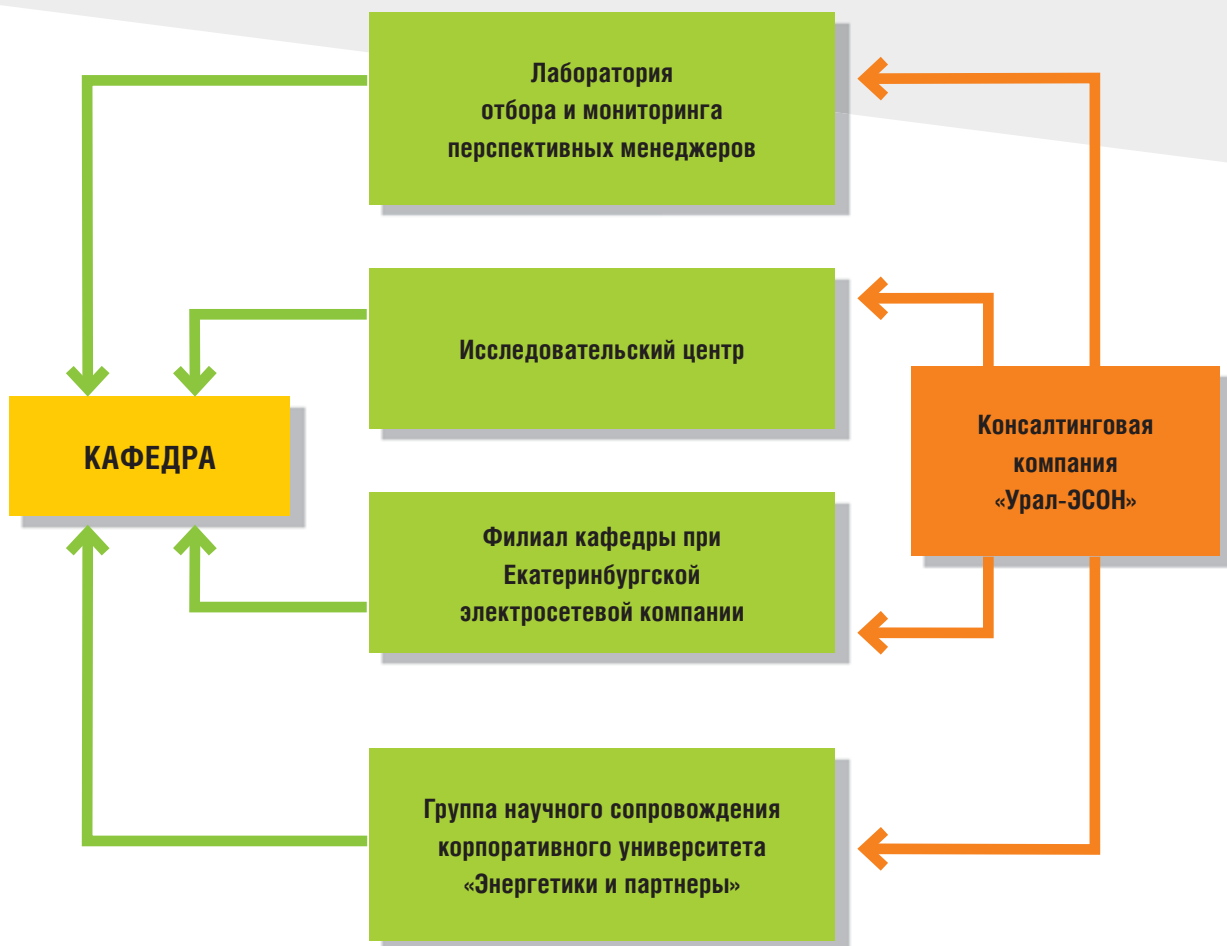 Лаборатория
отбора и мониторинга
перспективных менеджеров
Исследовательский центр
КАФЕДРА
Консалтинговая
компания
«Урал-ЭСОН»
Филиал кафедры при
Екатеринбургской
электросетевой компании
Группа научного сопровождения
корпоративного университета
«Энергетики и партнеры»